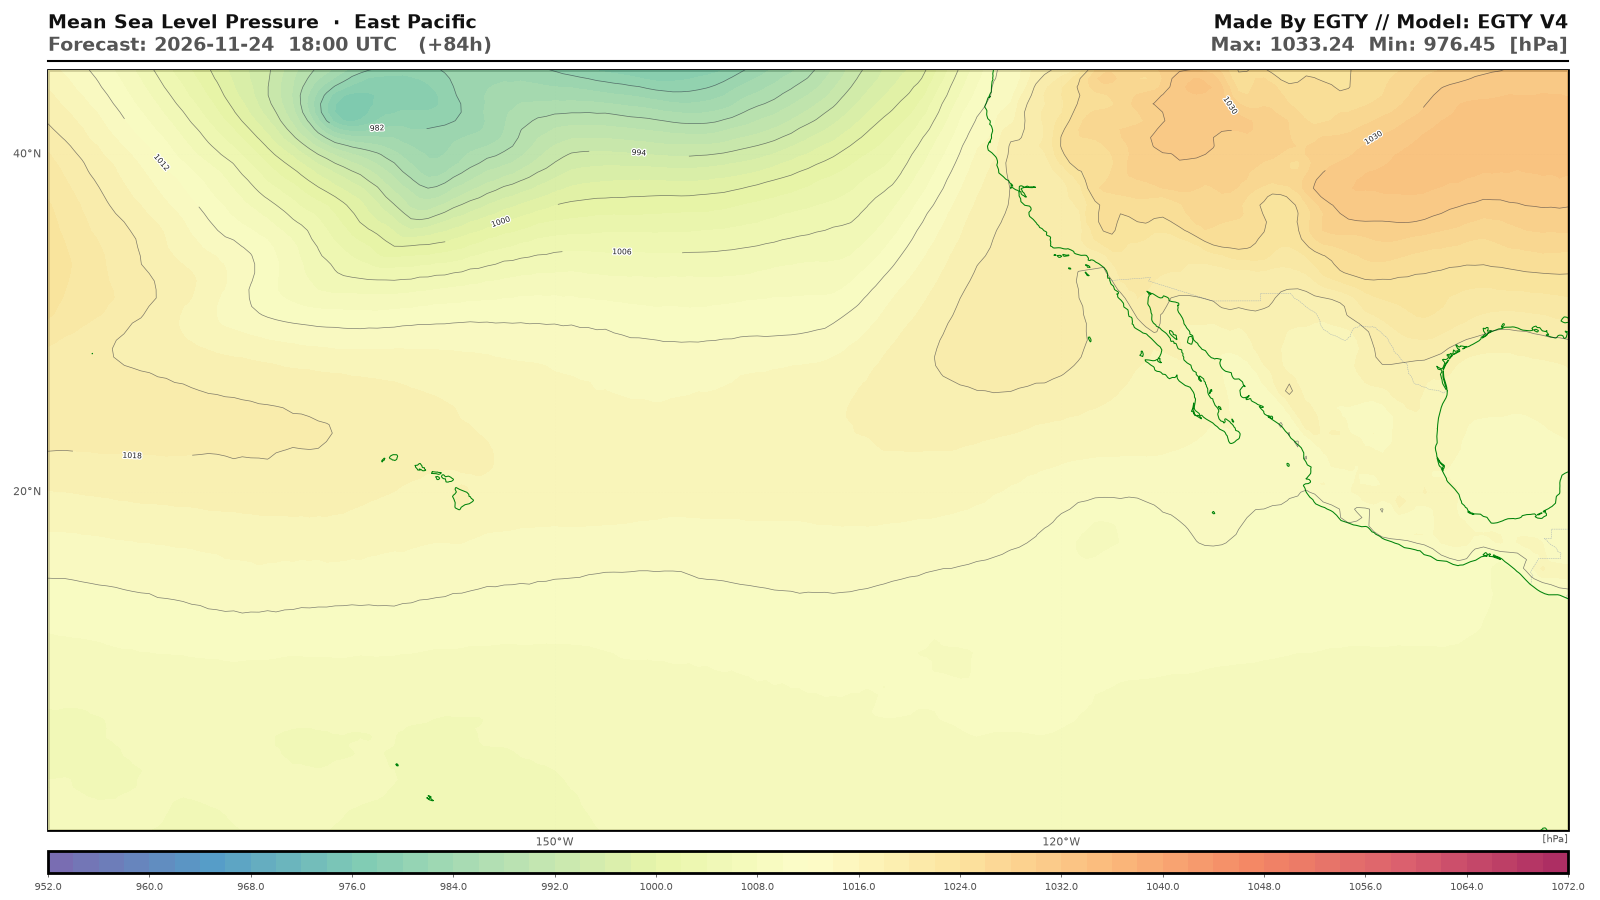 Mean Sea Level Pressure · East Pacific
Made By EGTY // Model: EGTY V4
Forecast: 2026-11-24 18:00 UTC (+84h)
Max: 1033.24 Min: 976.45 [hPa]
1030
982
1030
40°N
1012
994
1000
1006
1018
20°N
150°W
120°W
[hPa]
952.0 960.0 968.0 976.0 984.0 992.0 1000.0 1008.0 1016.0 1024.0 1032.0 1040.0 1048.0 1056.0 1064.0 1072.0